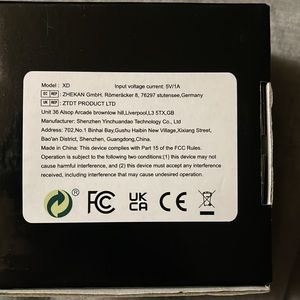 Model : XD Input voltage current: 5V/1A
EC REP ZHEKAN GmbH. Römeräcker 8, 76297 stutensee,Germany
UK REP ZTDT PRODUCT LTD
Unit 36 Alsop Arcade brownlow hill,Liverpool,L3 5TX,GB
Manufacturer: Shenzhen Yinchuandao Technology Co., Ltd
Address: 702,No.1 Binhai Bay,Gushu Haibin New Village,Xixiang Street,
Bao'an District, Shenzhen, Guangdong, China.
Made in China: This device complies with Part 15 of the FCC Rules.
Operation is subject to the following two conditions:(1) this device may not
cause harmful interference, and (2) this device must accept any interference
received, including interference that may cause undesired operation.
® FC UK CA CE